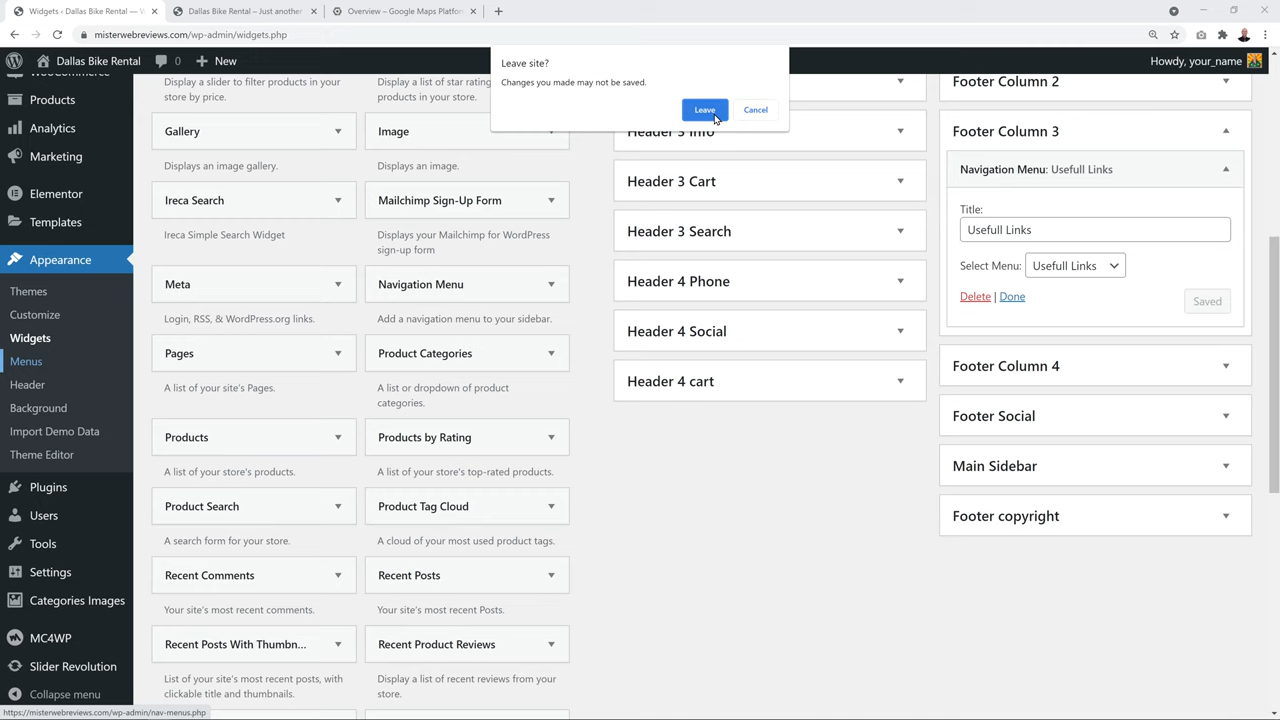 Widgets ‹ Dallas Bike Rental — W
Dallas Bike Rental – Just another
Overview – Google Maps Platfor
misterwebreviews.com/wp-admin/widgets.php
Dallas Bike Rental
0
New
Howdy, your_name
Leave site?
Changes you made may not be saved.
Leave
Cancel
Products
Analytics
Marketing
Elementor
Templates
Appearance
Themes
Customize
Widgets
Menus
Header
Background
Import Demo Data
Theme Editor
Plugins
Users
Tools
Settings
Categories Images
MC4WP
Slider Revolution
Collapse menu
https://misterwebreviews.com/wp-admin/nav-menus.php
Display a slider to filter products in your
store by price.
Display a list of star rating
products in your store.
Gallery
Image
Displays an image gallery.
Displays an image.
Ireca Search
Mailchimp Sign-Up Form
Ireca Simple Search Widget
Displays your Mailchimp for WordPress
sign-up form
Meta
Navigation Menu
Login, RSS, & WordPress.org links.
Add a navigation menu to your sidebar.
Pages
Product Categories
A list of your site's Pages.
A list or dropdown of product
categories.
Products
Products by Rating
A list of your store's products.
A list of your store's top-rated products.
Product Search
Product Tag Cloud
A search form for your store.
A cloud of your most used product tags.
Recent Comments
Recent Posts
Your site's most recent comments.
Your site's most recent Posts.
Recent Posts With Thumbn...
Recent Product Reviews
List of your site's most recent posts, with
clickable title and thumbnails.
Display a list of recent reviews from your
store.
Header 3 Info
Header 3 Cart
Header 3 Search
Header 4 Phone
Header 4 Social
Header 4 cart
Footer Column 2
Footer Column 3
Navigation Menu: Usefull Links
Title:
Usefull Links
Select Menu: Usefull Links
Delete | Done
Saved
Footer Column 4
Footer Social
Main Sidebar
Footer copyright